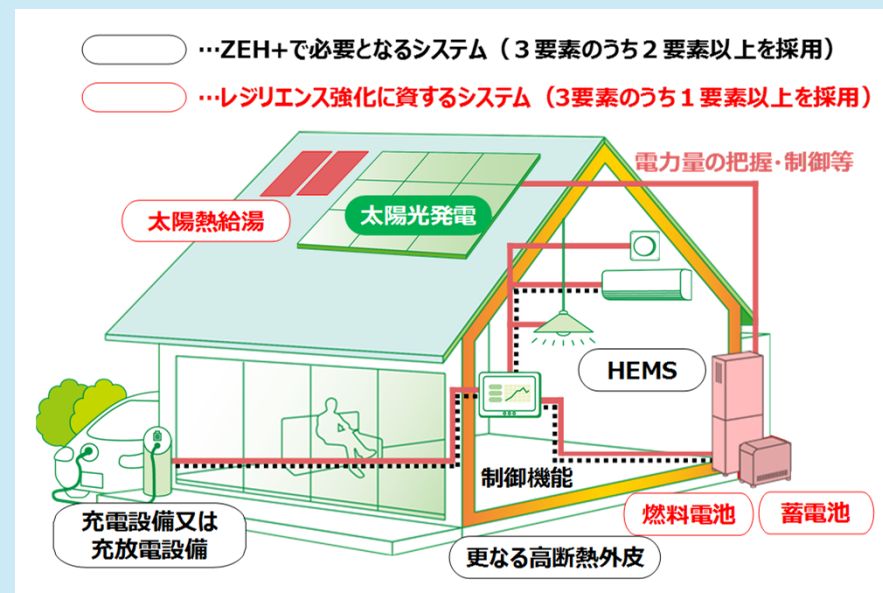 …ZEH+で必要となるシステム（３要素のうち２要素以上を採用）
…レジリエンス強化に資するシステム（3要素のうち１要素以上を採用）
電力量の把握・制御等
太陽熱給湯
太陽光発電
HEMS
制御機能
充電設備又は
充放電設備
燃料電池
蓄電池
更なる高断熱外皮